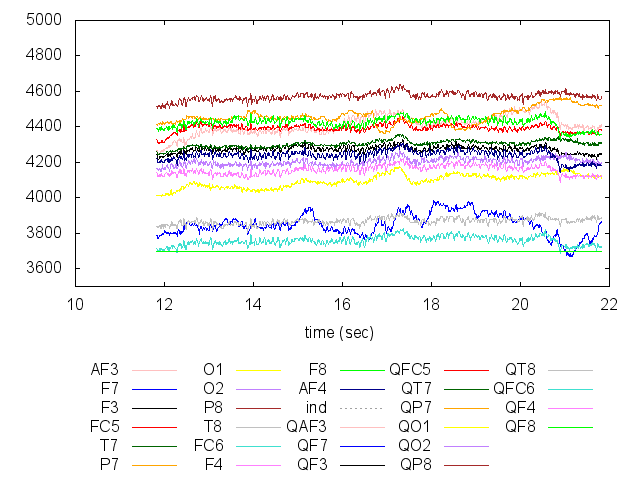 5000
4800
4600
4400
4200
4000
3800
3600
10 12 14 16 18 20 22
time (sec)
AF3 O1 F8 QFC5 QT8
F7 O2 AF4 QT7 QFC6
F3 P8 ind QP7 QF4
FC5 T8 QAF3 QO1 QF8
T7 FC6 QF7 QO2
P7 F4 QF3 QP8